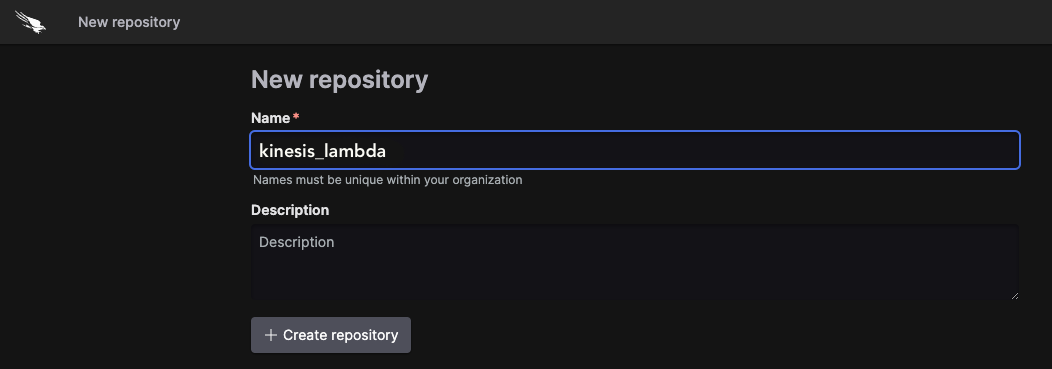 New repository
New repository
Name*
kinesis_lambda
Names must be unique within your organization
Description
Description
+ Create repository